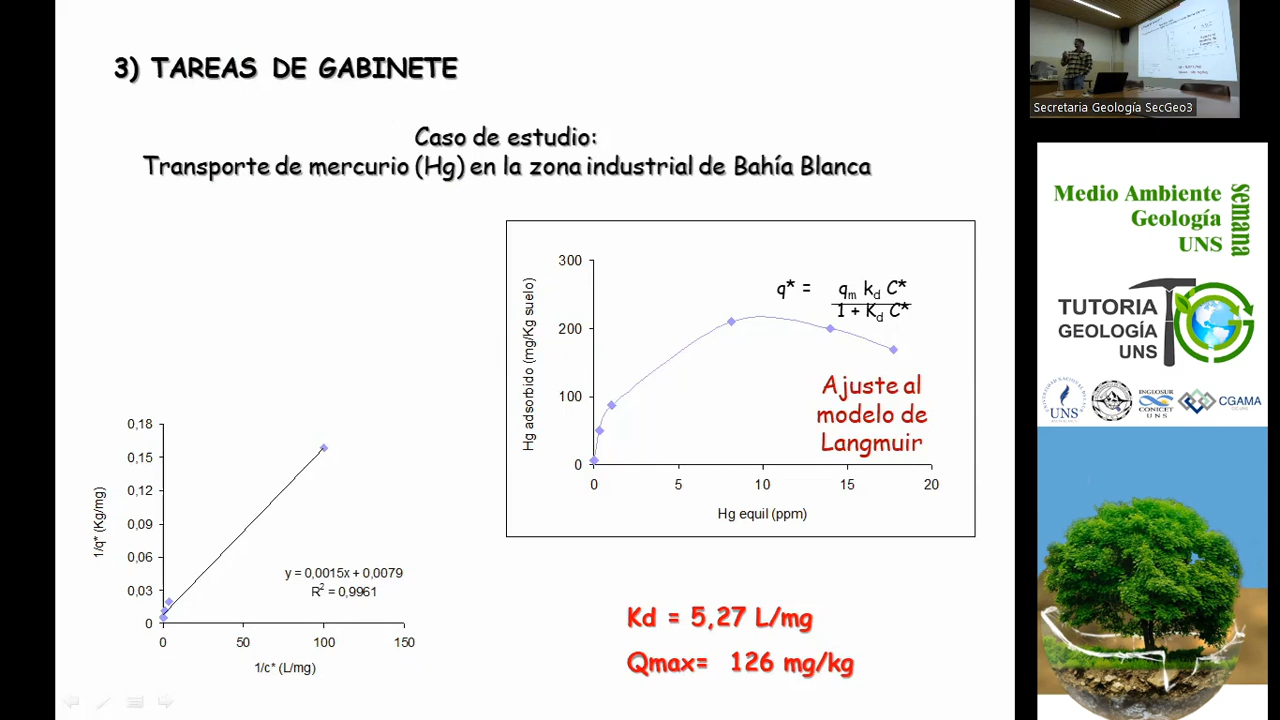 3) TAREAS DE GABINETE
Caso de estudio:
Transporte de mercurio (Hg) en la zona industrial de Bahía Blanca
0,18
0,15
0,12
0,09
0,06
0,03
0
0
50
100
150
1/q* (Kg/mg)
1/c* (L/mg)
y = 0,0015x + 0,0079
R2 = 0,9961
300
200
100
0
0
5
10
15
20
Hg adsorbido (mg/Kg suelo)
Hg equil (ppm)
q* = qm kd C*
1 + Kd C*
Ajuste al
modelo de
Langmuir
Kd = 5,27 L/mg
Qmax= 126 mg/kg
Secretaria Geología SecGeo3
Medio Ambiente
Geología
UNS
semana
TUTORIA
GEOLOGÍA
UNS
UNS
INGEOSUR
CONICET
UNS
CGAMA